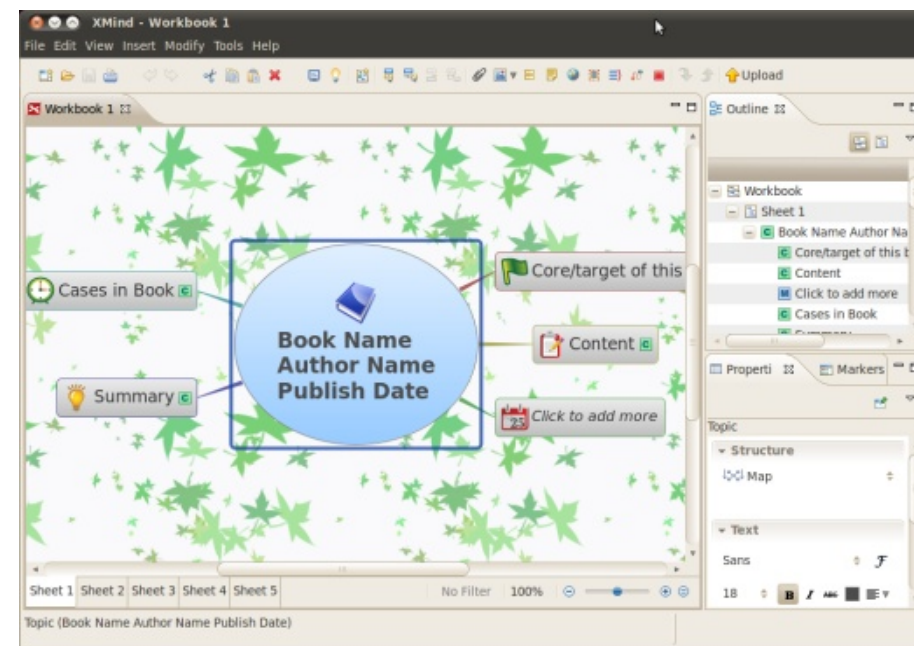 XMind - Workbook 1
File Edit View Insert Modify Tools Help
Upload
Workbook 1
Outline
Workbook
Sheet 1
Book Name Author Na
Core/target of this b
Content
Click to add more
Cases in Book
Summary
Cases in Book
Summary
Book Name
Author Name
Publish Date
Core/target of this
Content
25
Click to add more
Properti Markers
Topic
Structure
Map
Text
Sans
18 B I ABC
Sheet 1 Sheet 2 Sheet 3 Sheet 4 Sheet 5
No Filter 100%
Topic (Book Name Author Name Publish Date)